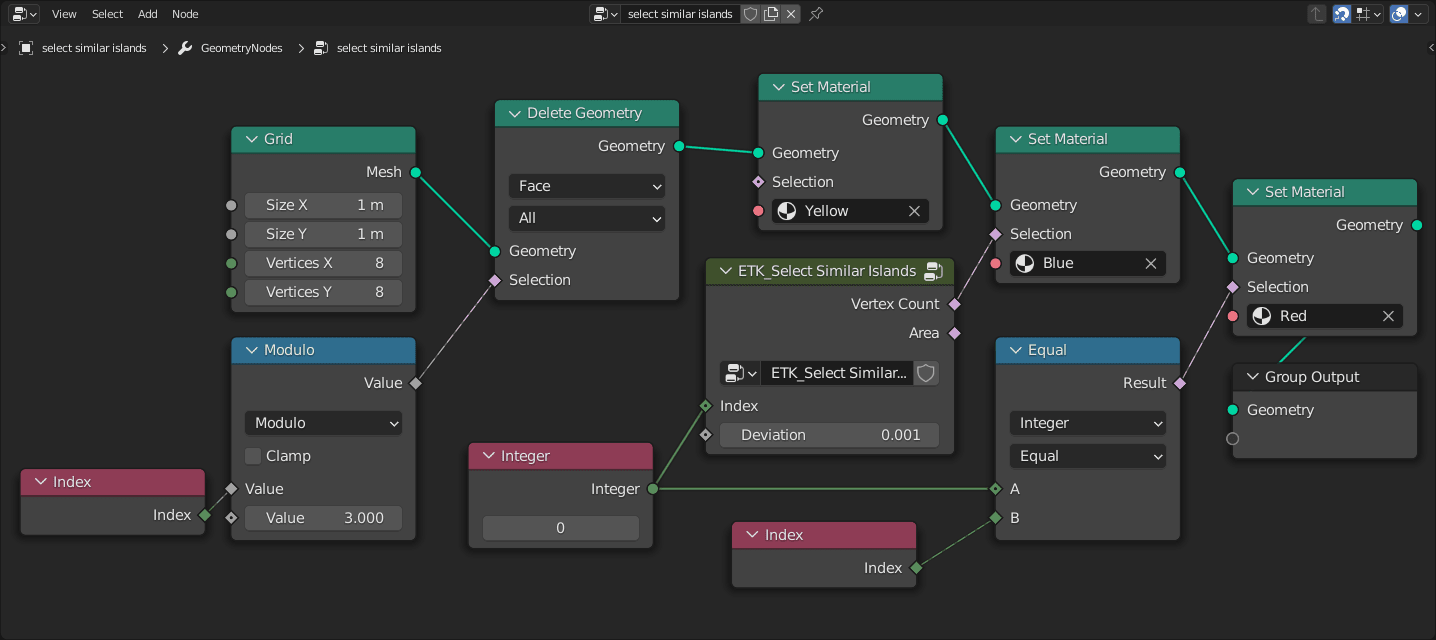 View Select Add Node
select similar islands
select similar islands GeometryNodes select similar islands
Grid
Mesh
Size X 1 m
Size Y 1 m
Vertices X 8
Vertices Y 8
Modulo
Value
Modulo
Clamp
Value
Value 3.000
Index
Index
Delete Geometry
Geometry
Face
All
Geometry
Selection
Integer
Integer
0
Set Material
Geometry
Geometry
Selection
Yellow
ETK_Select Similar Islands
Vertex Count
Area
ETK_Select Similar...
Index
Deviation 0.001
Index
Index
Set Material
Geometry
Geometry
Selection
Blue
Equal
Result
Integer
Equal
A
B
Set Material
Geometry
Geometry
Selection
Red
Group Output
Geometry